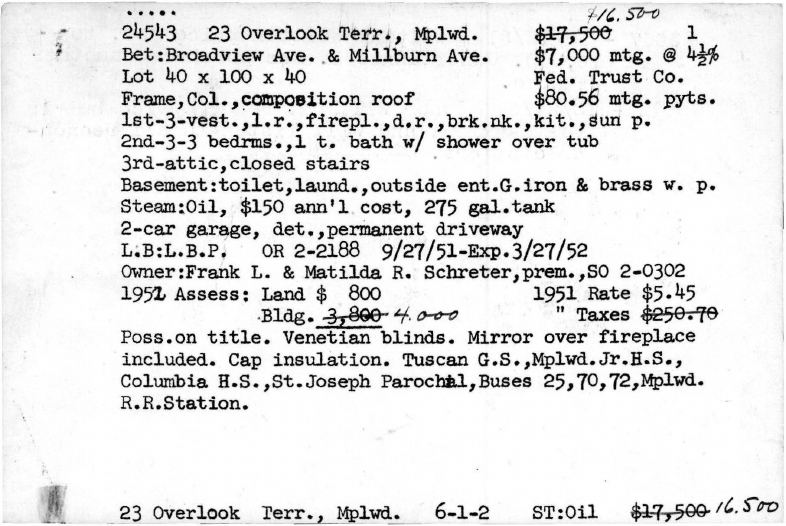 $16.500
24543 23 Overlook Terr., Mplwd. $17,500 1
Bet:Broadview Ave. & Millburn Ave. $7,000 mtg. @ 4½%
Lot 40 x 100 x 40 Fed. Trust Co.
Frame,Col.,composition roof $80.56 mtg. pyts.
1st-3-vest.,l.r.,firepl.,d.r.,brk.nk.,kit.,sun p.
2nd-3-3 bedrms.,1 t. bath w/ shower over tub
3rd-attic,closed stairs
Basement:toilet,laund.,outside ent.G.iron & brass w. p.
Steam:Oil, $150 ann'l cost, 275 gal.tank
2-car garage, det.,permanent driveway
L.B:L.B.P. OR 2-2188 9/27/51-Exp.3/27/52
Owner:Frank L. & Matilda R. Schreter,prem.,SO 2-0302
1952 Assess: Land $ 800 1951 Rate $5.45
Bldg. 3,800 4.000 " Taxes $250.70
Poss.on title. Venetian blinds. Mirror over fireplace
included. Cap insulation. Tuscan G.S.,Mplwd.Jr.H.S.,
Columbia H.S.,St.Joseph Parochial,Buses 25,70,72,Mplwd.
R.R.Station.
23 Overlook Terr., Mplwd. 6-1-2 ST:Oil $17,500 16.500